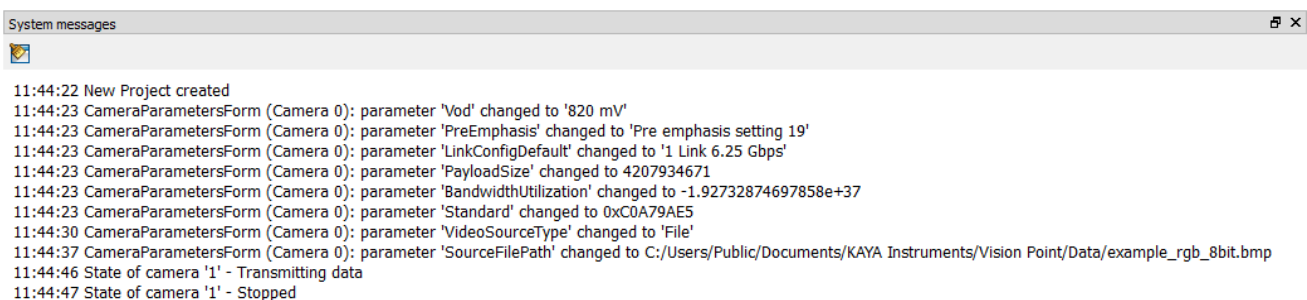 System messages
11:44:22 New Project created
11:44:23 CameraParametersForm (Camera 0): parameter 'Vod' changed to '820 mV'
11:44:23 CameraParametersForm (Camera 0): parameter 'PreEmphasis' changed to 'Pre emphasis setting 19'
11:44:23 CameraParametersForm (Camera 0): parameter 'LinkConfigDefault' changed to '1 Link 6.25 Gbps'
11:44:23 CameraParametersForm (Camera 0): parameter 'PayloadSize' changed to 4207934671
11:44:23 CameraParametersForm (Camera 0): parameter 'BandwidthUtilization' changed to -1.92732874697858e+37
11:44:23 CameraParametersForm (Camera 0): parameter 'Standard' changed to 0xC0A79AE5
11:44:30 CameraParametersForm (Camera 0): parameter 'VideoSourceType' changed to 'File'
11:44:37 CameraParametersForm (Camera 0): parameter 'SourceFilePath' changed to C:/Users/Public/Documents/KAYA Instruments/Vision Point/Data/example_rgb_8bit.bmp
11:44:46 State of camera '1' - Transmitting data
11:44:47 State of camera '1' - Stopped